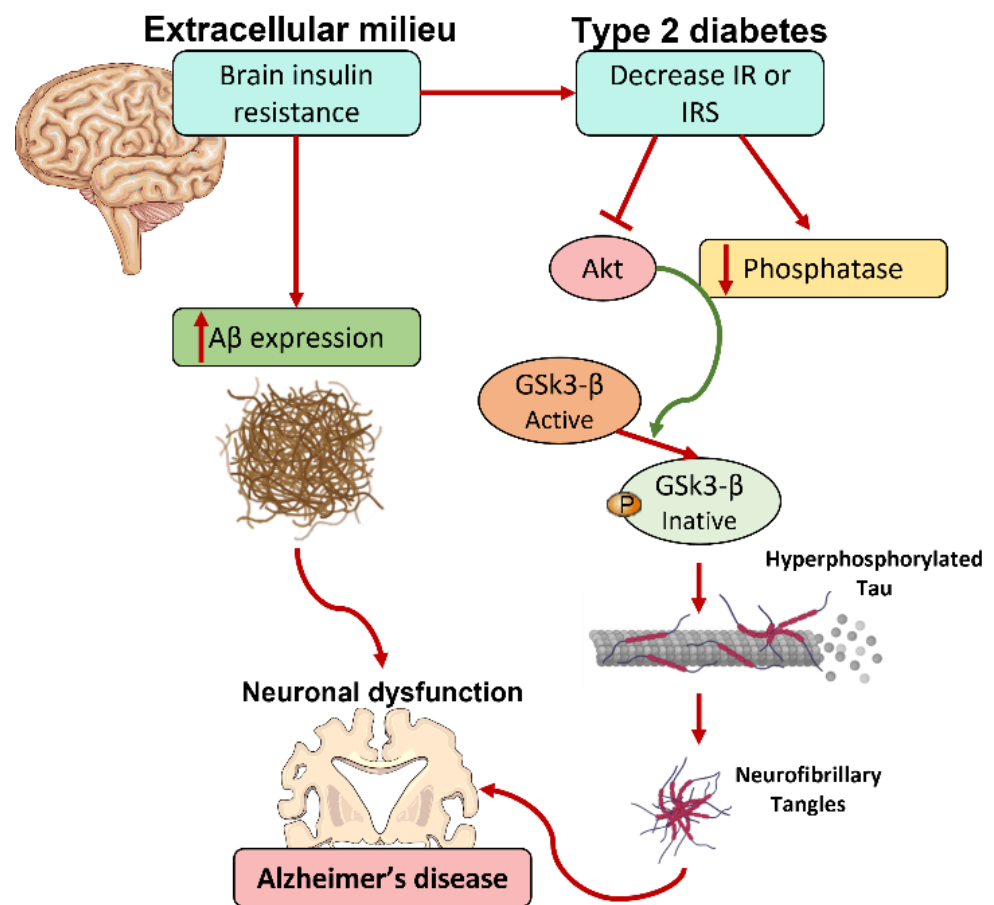 Extracellular milieu
Type 2 diabetes
Brain insulin
resistance
Decrease IR or
IRS
Akt
Phosphatase
Aβ expression
GSk3-β
Active
GSk3-β
Inative
P
Hyperphosphorylated
Tau
Neuronal dysfunction
Neurofibrillary
Tangles
Alzheimer’s disease